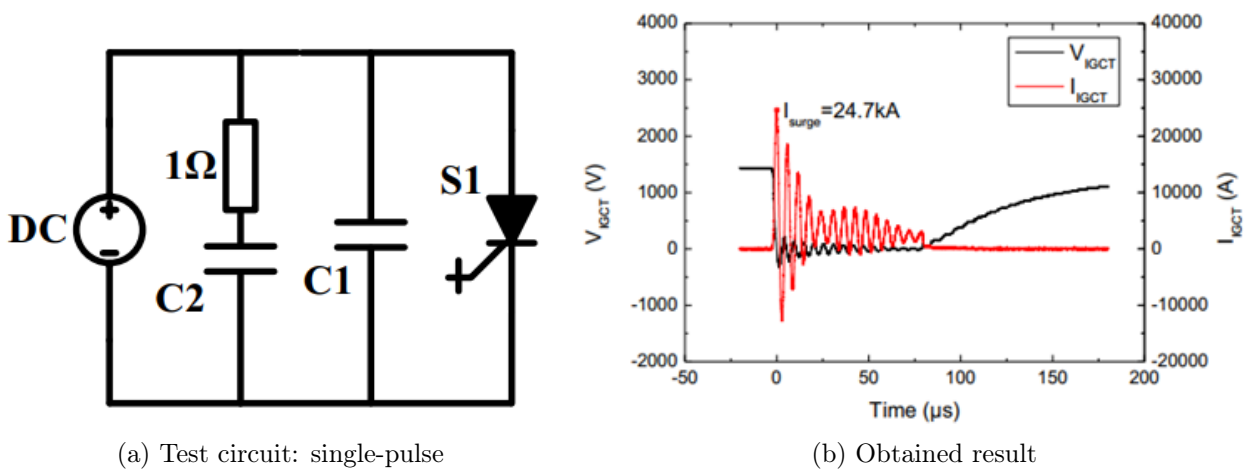 DC
1Ω
C2
C1
S1
(a) Test circuit: single-pulse
4000
3000
2000
1000
0
-1000
-2000
V_IGCT (V)
40000
30000
20000
10000
0
-10000
-20000
I_IGCT (A)
V_IGCT
I_IGCT
I_surge=24.7kA
-50 0 50 100 150 200
Time (µs)
(b) Obtained result